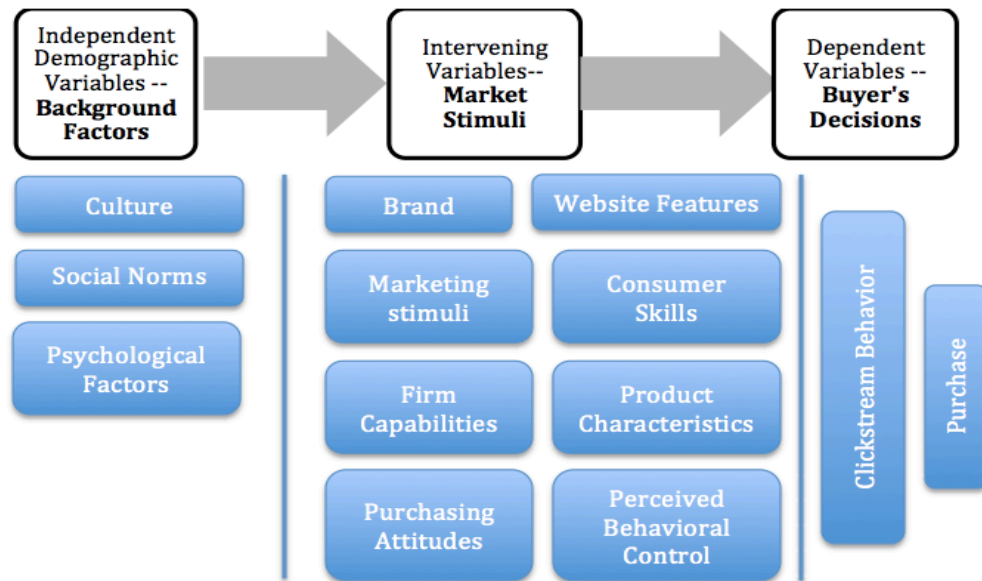 Independent
Demographic
Variables --
Background
Factors
Intervening
Variables--
Market
Stimuli
Dependent
Variables --
Buyer's
Decisions
Culture
Social Norms
Psychological
Factors
Brand
Website Features
Marketing
stimuli
Consumer
Skills
Firm
Capabilities
Product
Characteristics
Purchasing
Attitudes
Perceived
Behavioral
Control
Clickstream Behavior
Purchase